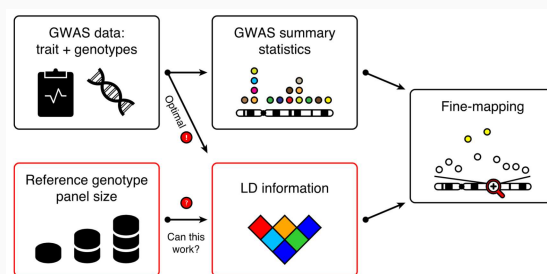 GWAS data:
trait + genotypes
GWAS summary
statistics
Optimal
!
Fine-mapping
Reference genotype
panel size
?
Can this
work?
LD information